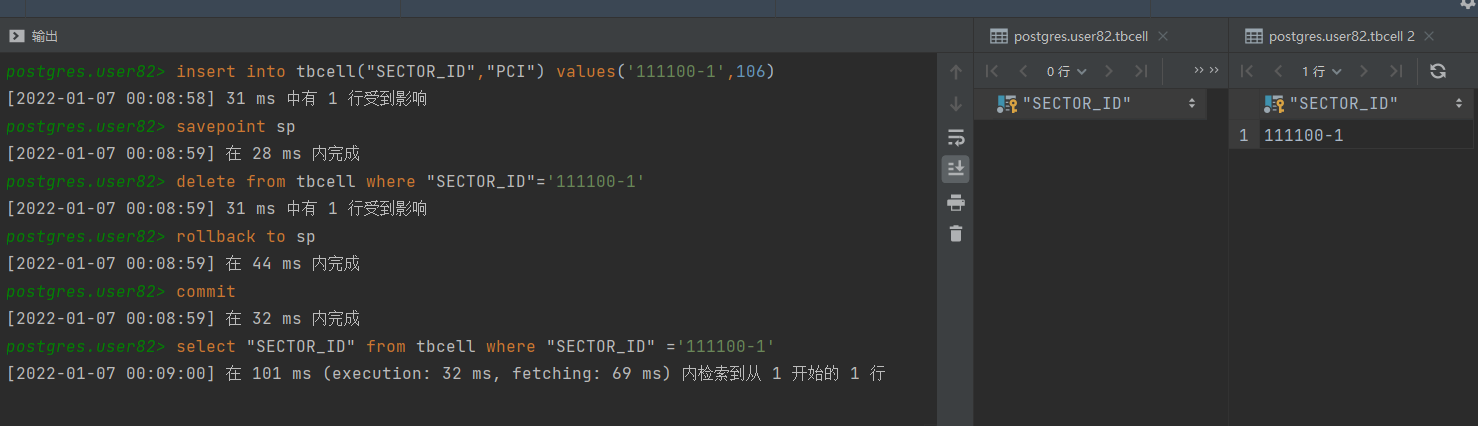 输出
postgres.user82> insert into tbcell("SECTOR_ID","PCI") values('111100-1',106)
[2022-01-07 00:08:58] 31 ms 中有 1 行受到影响
postgres.user82> savepoint sp
[2022-01-07 00:08:59] 在 28 ms 内完成
postgres.user82> delete from tbcell where "SECTOR_ID"='111100-1'
[2022-01-07 00:08:59] 31 ms 中有 1 行受到影响
postgres.user82> rollback to sp
[2022-01-07 00:08:59] 在 44 ms 内完成
postgres.user82> commit
[2022-01-07 00:08:59] 在 32 ms 内完成
postgres.user82> select "SECTOR_ID" from tbcell where "SECTOR_ID" ='111100-1'
[2022-01-07 00:09:00] 在 101 ms (execution: 32 ms, fetching: 69 ms) 内检索到从 1 开始的 1 行
postgres.user82.tbcell
0 行
"SECTOR_ID"
postgres.user82.tbcell 2
1 行
"SECTOR_ID"
1 111100-1